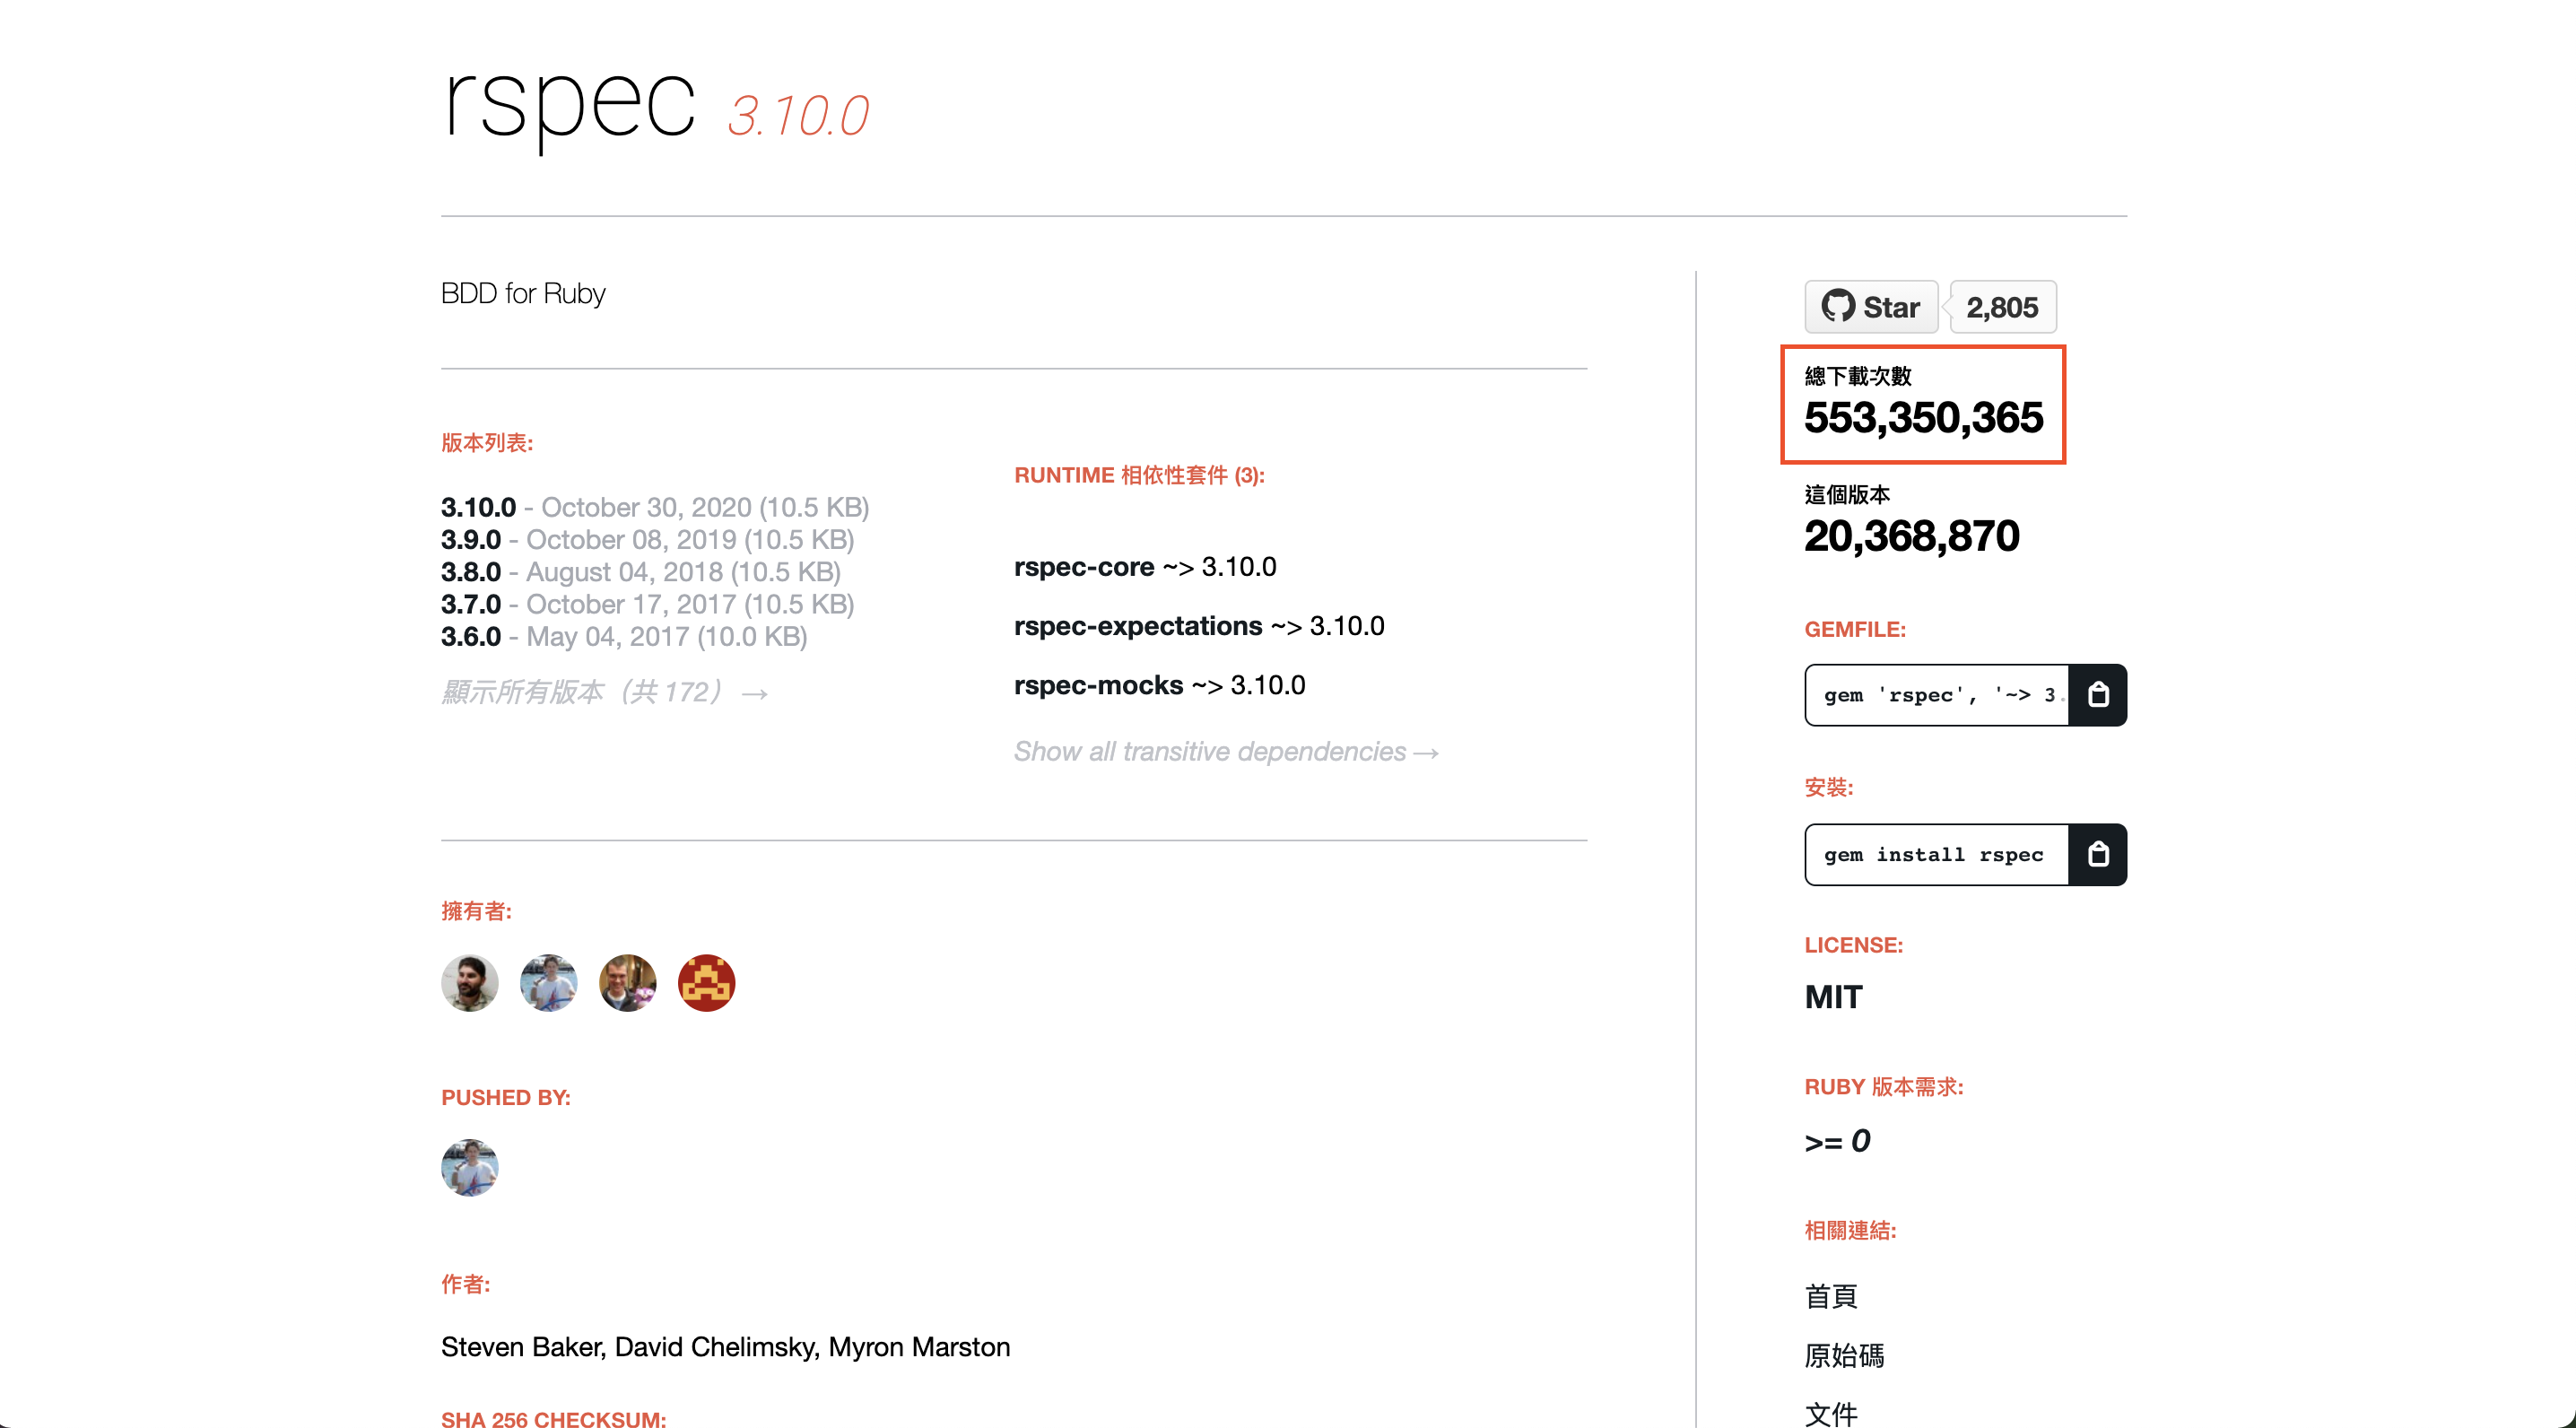 rspec 3.10.0
BDD for Ruby
版本列表:
3.10.0 - October 30, 2020 (10.5 KB)
3.9.0 - October 08, 2019 (10.5 KB)
3.8.0 - August 04, 2018 (10.5 KB)
3.7.0 - October 17, 2017 (10.5 KB)
3.6.0 - May 04, 2017 (10.0 KB)
顯示所有版本（共 172） →
RUNTIME 相依性套件 (3):
rspec-core ~> 3.10.0
rspec-expectations ~> 3.10.0
rspec-mocks ~> 3.10.0
Show all transitive dependencies →
擁有者:
PUSHED BY:
作者:
Steven Baker, David Chelimsky, Myron Marston
SHA 256 CHECKSUM:
Star 2,805
總下載次數
553,350,365
這個版本
20,368,870
GEMFILE:
gem 'rspec', '~> 3.
安裝:
gem install rspec
LICENSE:
MIT
RUBY 版本需求:
>= 0
相關連結:
首頁
原始碼
文件